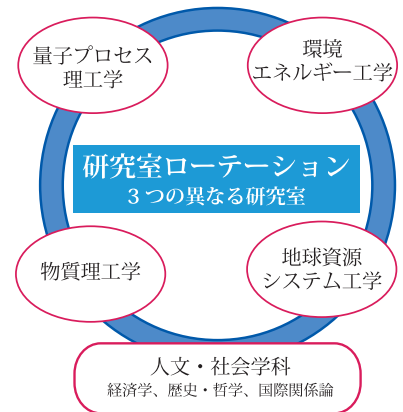 量子プロセス
理工学
環境
エネルギー工学
研究室ローテーション
3つの異なる研究室
物質理工学
地球資源
システム工学
人文・社会学科
経済学、歴史・哲学、国際関係論